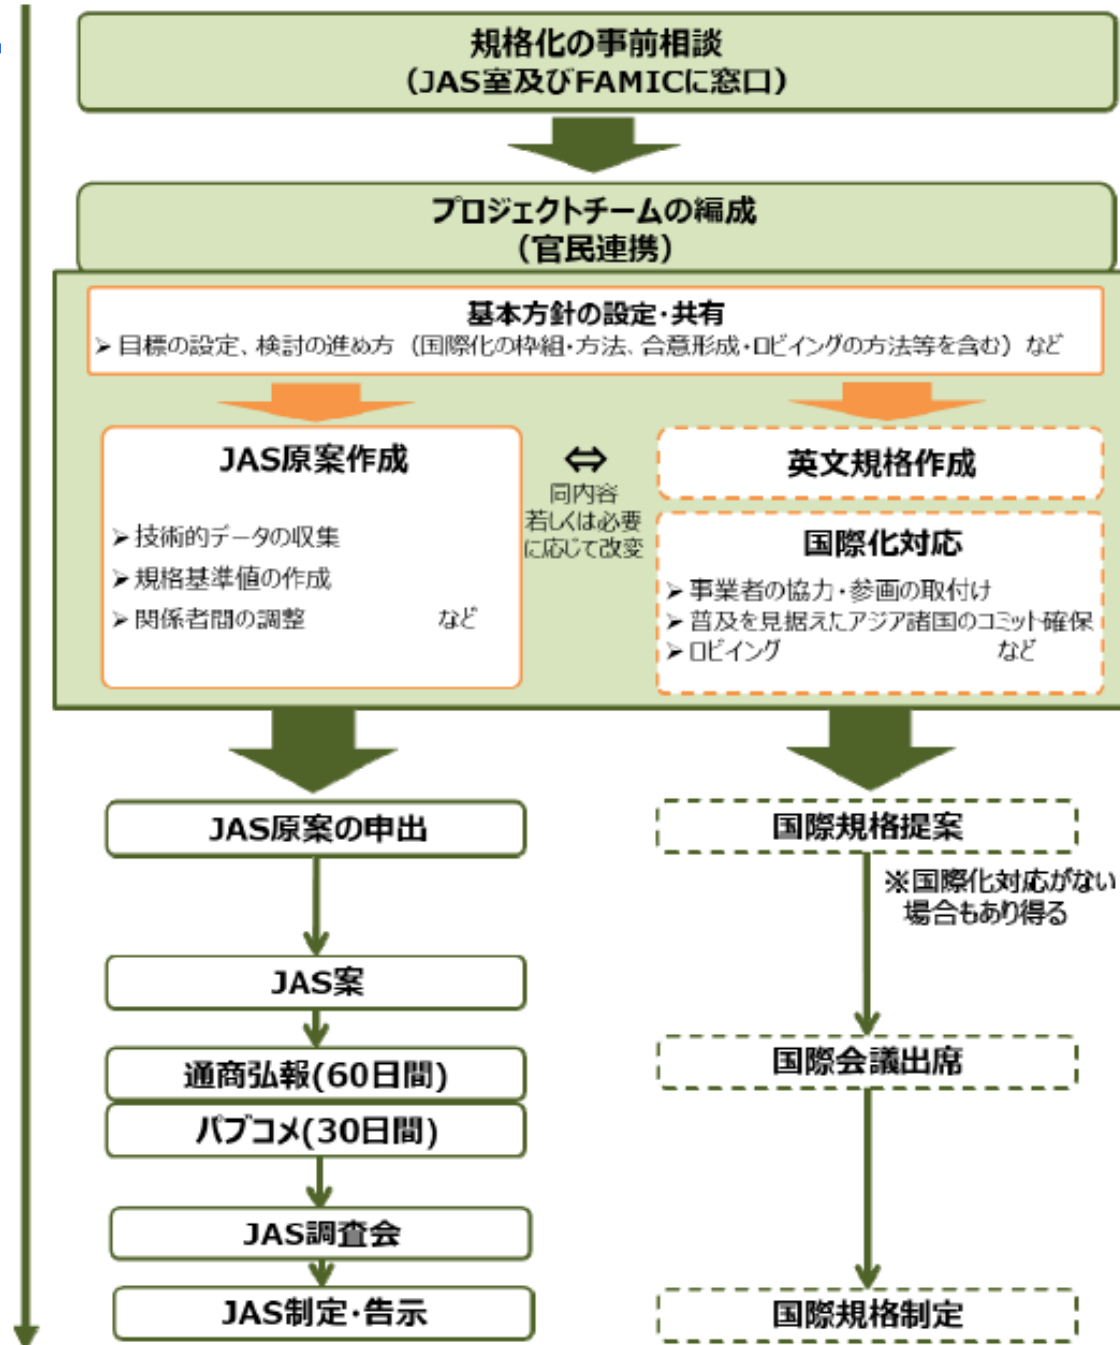 規格化の事前相談
（JAS室及びFAMICに窓口）
プロジェクトチームの編成
（官民連携）
基本方針の設定・共有
➢ 目標の設定、検討の進め方（国際化の枠組・方法、合意形成・ロビイングの方法等を含む）など
JAS原案作成
➢ 技術的データの収集
➢ 規格基準値の作成
➢ 関係者間の調整 など
⇔
同内容
若しくは必要
に応じて改変
英文規格作成
国際化対応
➢ 事業者の協力・参画の取付け
➢ 普及を見据えたアジア諸国のコミット確保
➢ ロビイング など
JAS原案の申出
JAS案
通商弘報(60日間)
パブコメ(30日間)
JAS調査会
JAS制定・告示
国際規格提案
※国際化対応がない
場合もあり得る
国際会議出席
国際規格制定